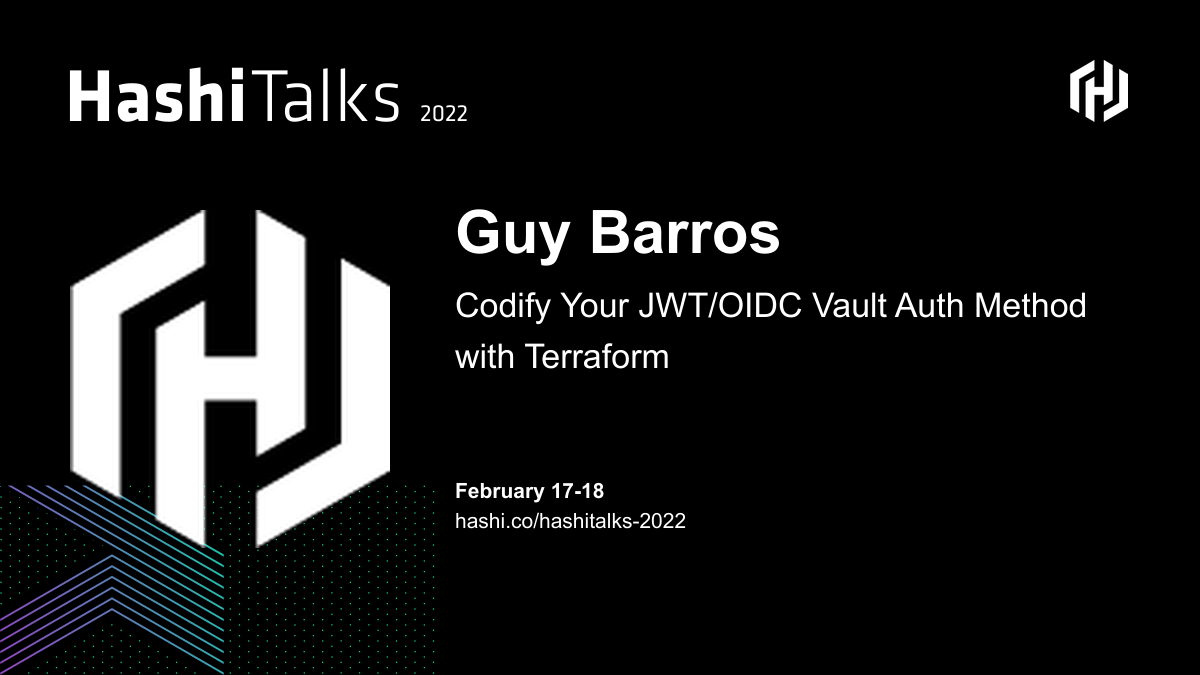 HashiTalks 2022
Guy Barros
Codify Your JWT/OIDC Vault Auth Method
with Terraform
February 17-18
hashi.co/hashitalks-2022